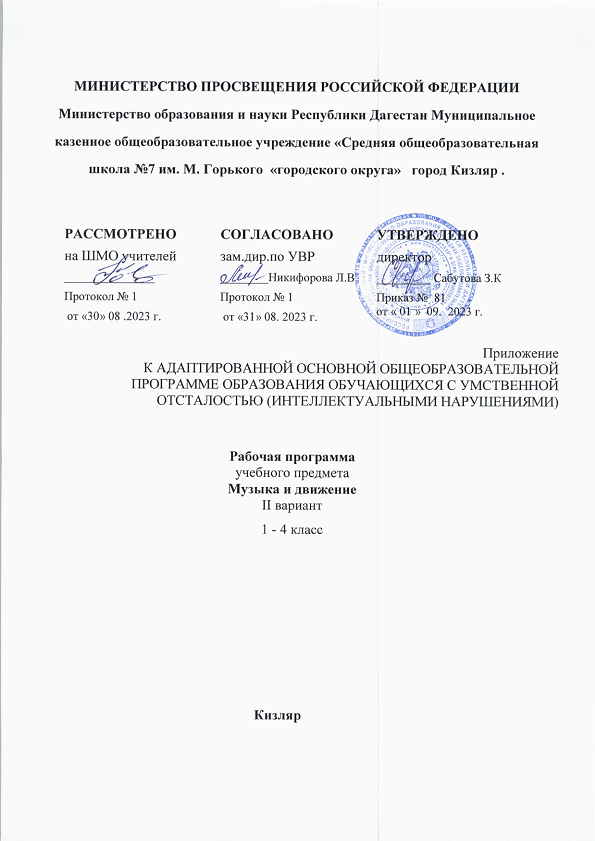 МИНИСТЕРСТВО ПРОСВЕЩЕНИЯ РОССИЙСКОЙ ФЕДЕРАЦИИ
Министерство образования и науки Республики Дагестан Муниципальное
казенное общеобразовательное учреждение «Средняя общеобразовательная
школа №7 им. М. Горького «городского округа» город Кизляр .
РАССМОТРЕНО СОГЛАСОВАНО УТВЕРЖДЕНО
на ШМО учителей зам.дир.по УВР директор
Никифорова Л.В Сабутова З.К
Протокол № 1 Протокол № 1 Приказ № 81
от «30» 08 .2023 г. от «31» 08. 2023 г. от « 01 » 09. 2023 г.
Приложение
К АДАПТИРОВАННОЙ ОСНОВНОЙ ОБЩЕОБРАЗОВАТЕЛЬНОЙ
ПРОГРАММЕ ОБРАЗОВАНИЯ ОБУЧАЮЩИХСЯ С УМСТВЕННОЙ
ОТСТАЛОСТЬЮ (ИНТЕЛЛЕКТУАЛЬНЫМИ НАРУШЕНИЯМИ)
Рабочая программа
учебного предмета
Музыка и движение
II вариант
1 - 4 класс
Кизляр